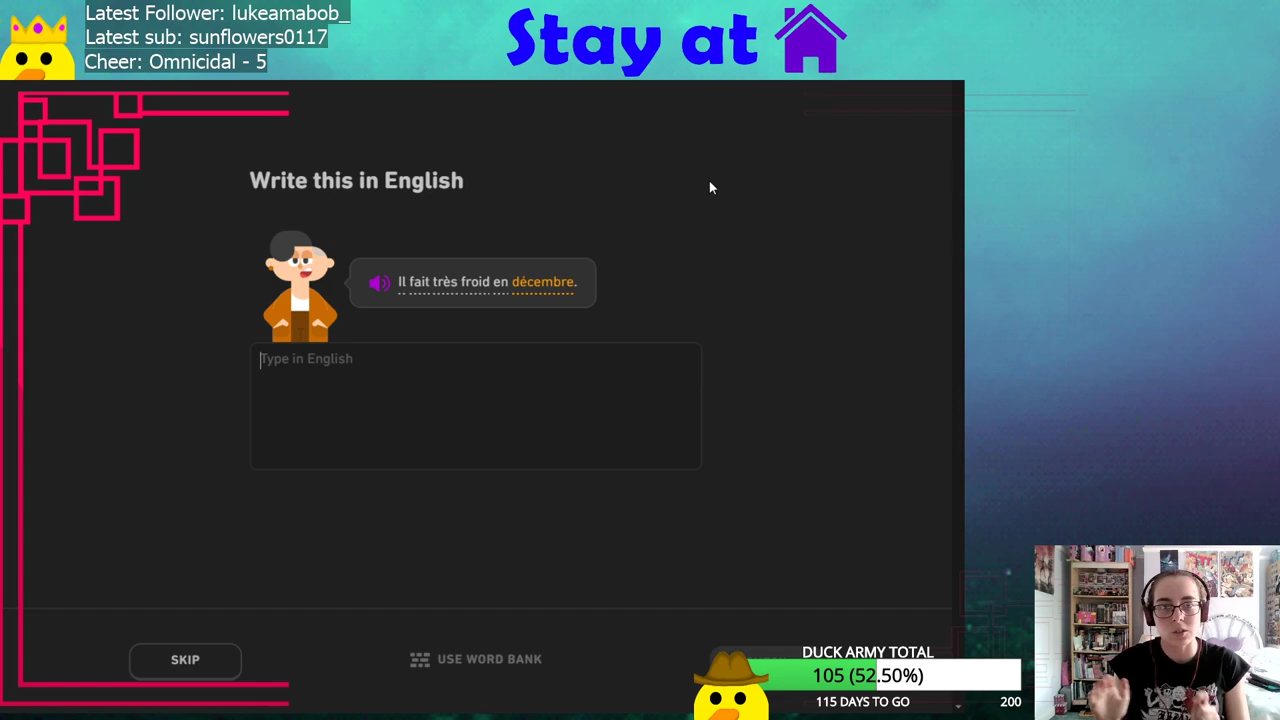 Latest Follower: lukeamabob_
Latest sub: sunflowers0117
Cheer: Omnicidal - 5
Stay at
Write this in English
Il fait très froid en décembre.
Type in English
SKIP
USE WORD BANK
DUCK ARMY TOTAL
105 (52.50%)
115 DAYS TO GO
200